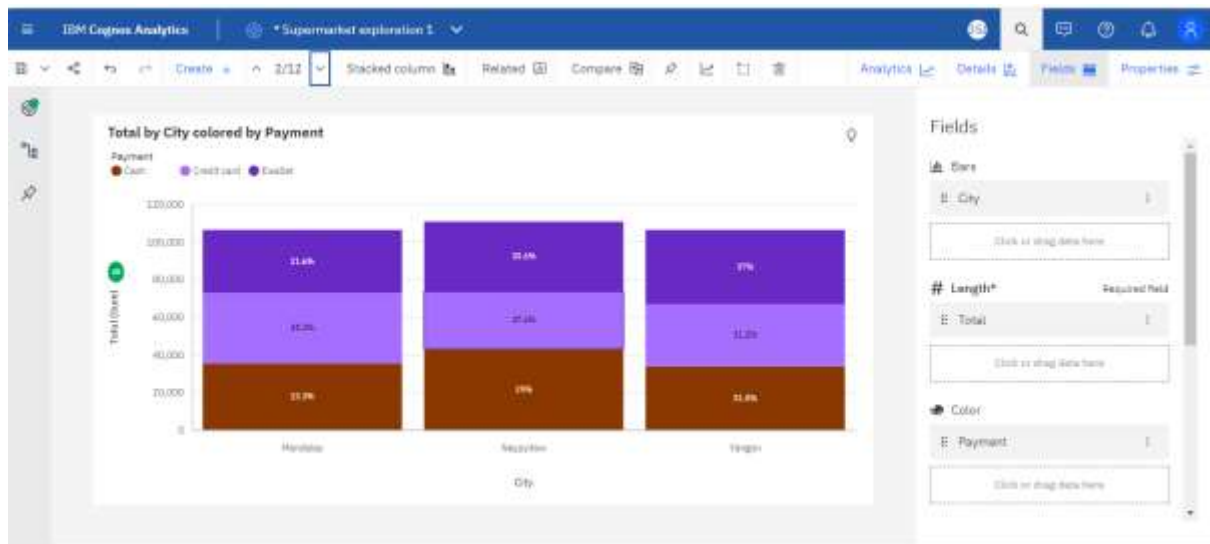 IBM Cognos Analytics
* Supermarket exploration 1
Create
2/12
Stacked column
Related
Compare
Analytics
Details
Fields
Properties
Total by City colored by Payment
Payment
Cash
Credit card
Ewallet
Total (Sum)
120,000
100,000
80,000
60,000
40,000
20,000
0
37%
Mandalay
Naypyitaw
Yangon
City
Fields
Bars
City
Click or drag data here
Length*
Required field
Total
Click or drag data here
Color
Payment
Click or drag data here